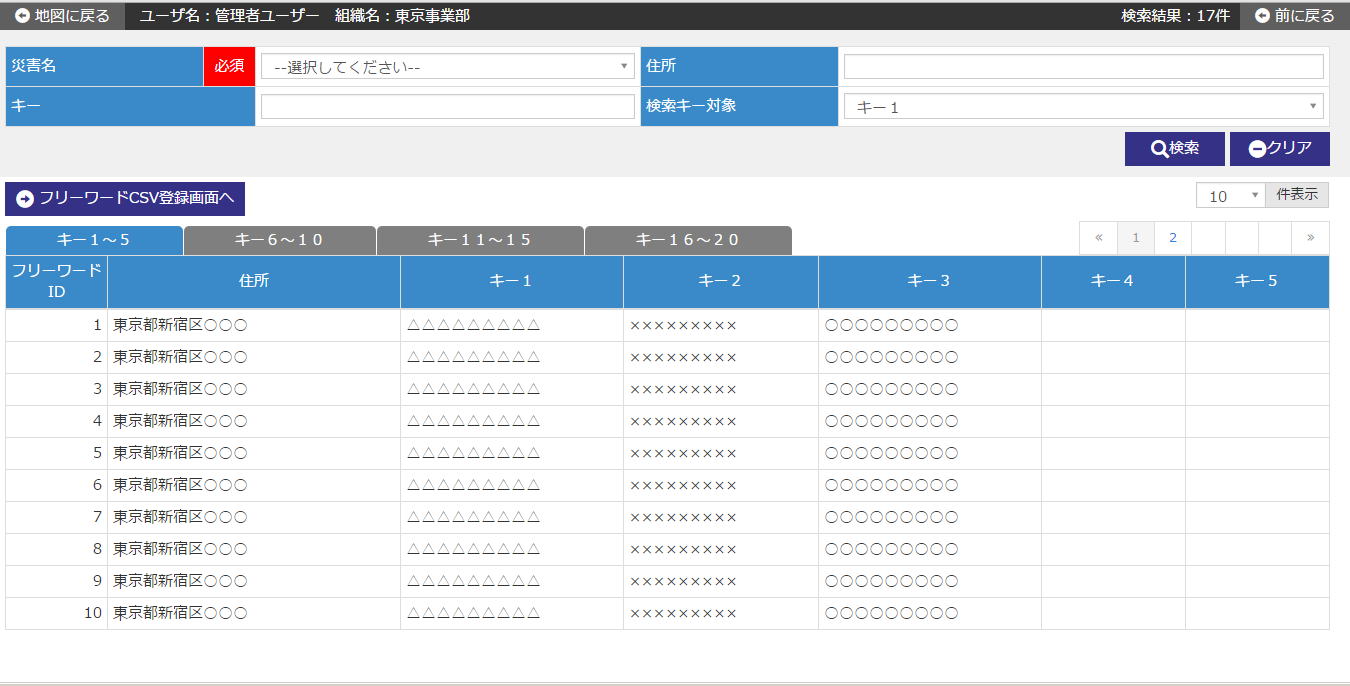 地図に戻る ユーザ名：管理者ユーザー 組織名：東京事業部 検索結果：17件 前に戻る
災害名 必須 --選択してください-- 住所
キー 検索キー対象 キー１
検索 クリア
フリーワードCSV登録画面へ 10 件表示
キー１～５ キー６～１０ キー１１～１５ キー１６～２０ « 1 2 »
フリーワード
ID 住所 キー１ キー２ キー３ キー４ キー５
1 東京都新宿区○○○ △△△△△△△△△ ××××××××× ○○○○○○○○○
2 東京都新宿区○○○ △△△△△△△△△ ××××××××× ○○○○○○○○○
3 東京都新宿区○○○ △△△△△△△△△ ××××××××× ○○○○○○○○○
4 東京都新宿区○○○ △△△△△△△△△ ××××××××× ○○○○○○○○○
5 東京都新宿区○○○ △△△△△△△△△ ××××××××× ○○○○○○○○○
6 東京都新宿区○○○ △△△△△△△△△ ××××××××× ○○○○○○○○○
7 東京都新宿区○○○ △△△△△△△△△ ××××××××× ○○○○○○○○○
8 東京都新宿区○○○ △△△△△△△△△ ××××××××× ○○○○○○○○○
9 東京都新宿区○○○ △△△△△△△△△ ××××××××× ○○○○○○○○○
10 東京都新宿区○○○ △△△△△△△△△ ××××××××× ○○○○○○○○○